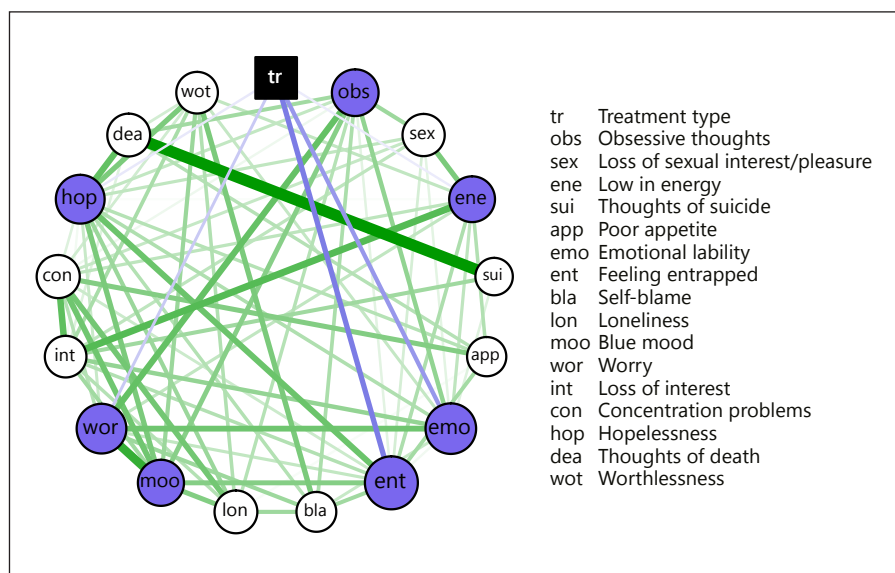 tr
obs
wot
sex
dea
hop
ene
con
sui
int
app
wor
emo
moo
ent
lon
bla
tr Treatment type
obs Obsessive thoughts
sex Loss of sexual interest/pleasure
ene Low in energy
sui Thoughts of suicide
app Poor appetite
emo Emotional lability
ent Feeling entrapped
bla Self-blame
lon Loneliness
moo Blue mood
wor Worry
int Loss of interest
con Concentration problems
hop Hopelessness
dea Thoughts of death
wot Worthlessness